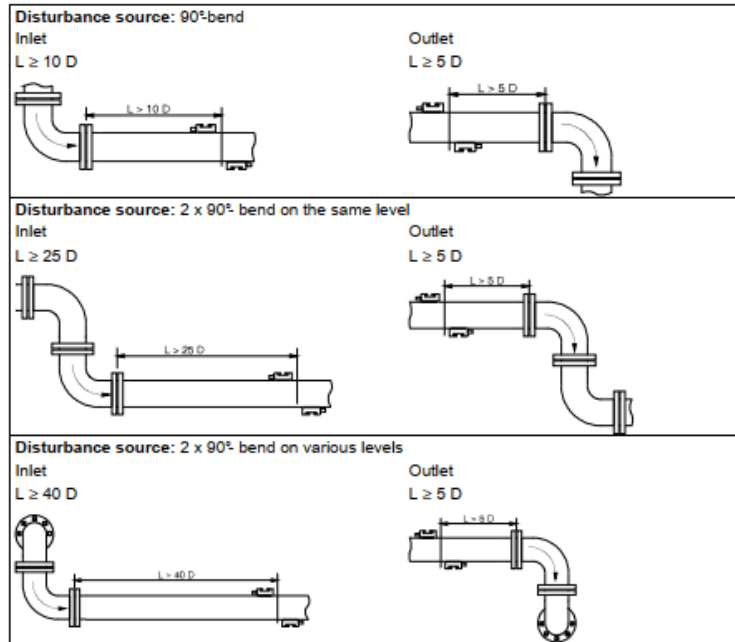 Disturbance source: 90°-bend
Inlet
L ≥ 10 D
L > 10 D
Outlet
L ≥ 5 D
L > 5 D
Disturbance source: 2 x 90°- bend on the same level
Inlet
L ≥ 25 D
L > 25 D
Outlet
L ≥ 5 D
L > 5 D
Disturbance source: 2 x 90°- bend on various levels
Inlet
L ≥ 40 D
L > 40 D
Outlet
L ≥ 5 D
L > 5 D